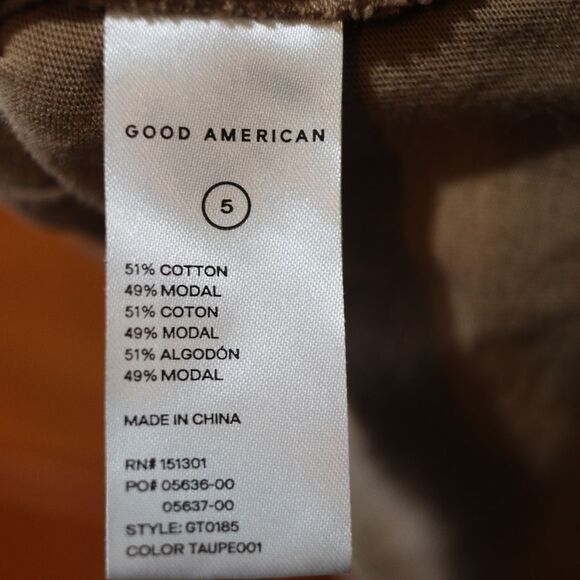 GOOD AMERICAN
5
51% COTTON
49% MODAL
51% COTON
49% MODAL
51% ALGODÓN
49% MODAL
MADE IN CHINA
RN# 151301
PO# 05636-00
05637-00
STYLE: GT0185
COLOR TAUPE001